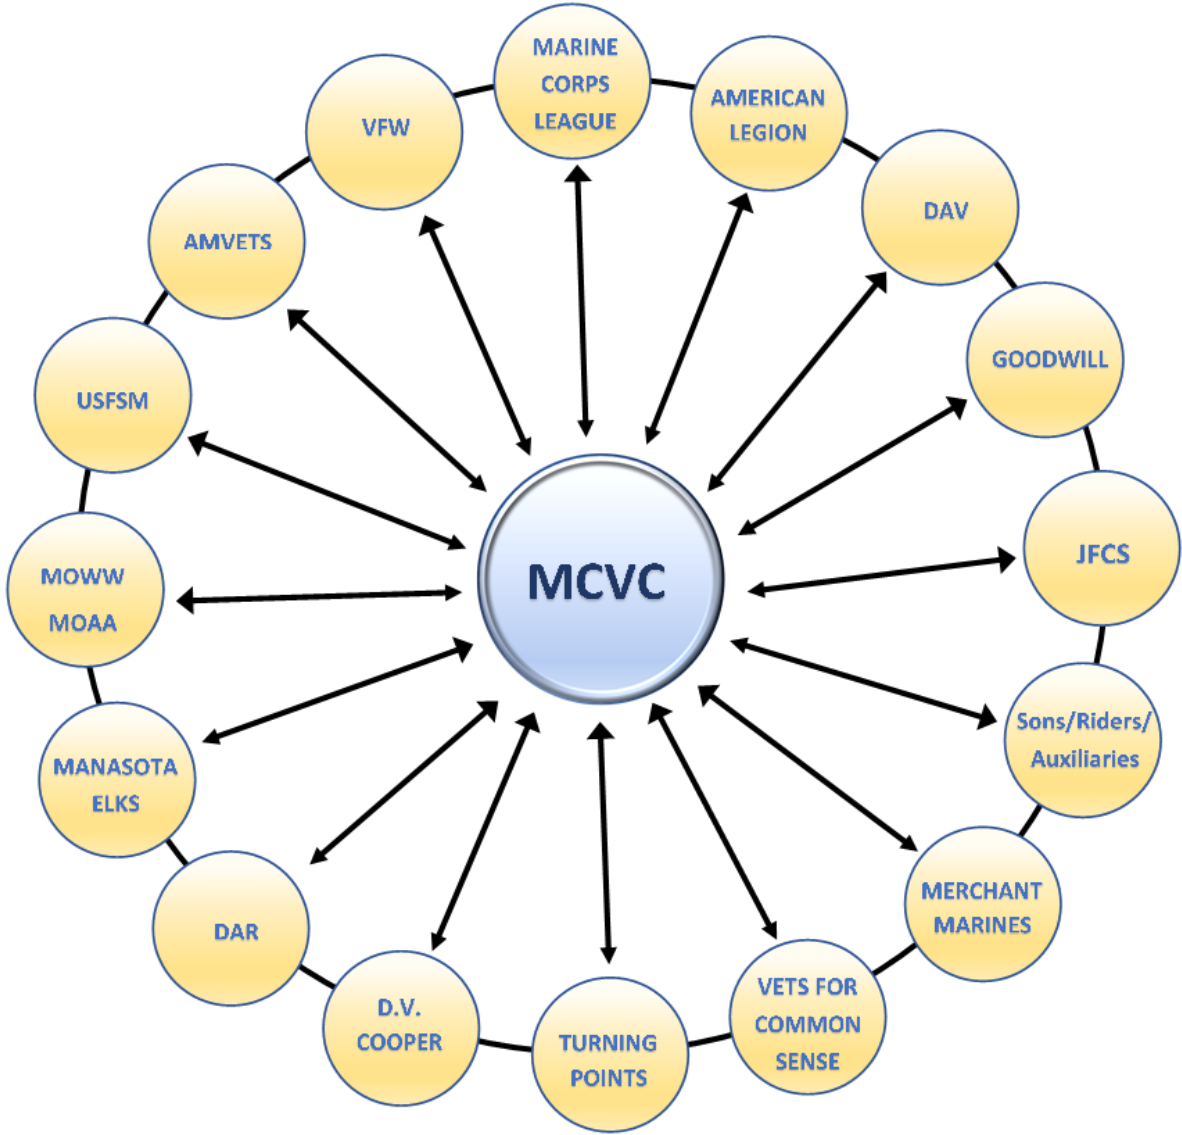 MARINE
CORPS
LEAGUE
AMERICAN
LEGION
DAV
GOODWILL
JFCS
Sons/Riders/
Auxiliaries
MERCHANT
MARINES
VETS FOR
COMMON
SENSE
TURNING
POINTS
D.V.
COOPER
DAR
MANASOTA
ELKS
MOWW
MOAA
USFSM
AMVETS
VFW
MCVC